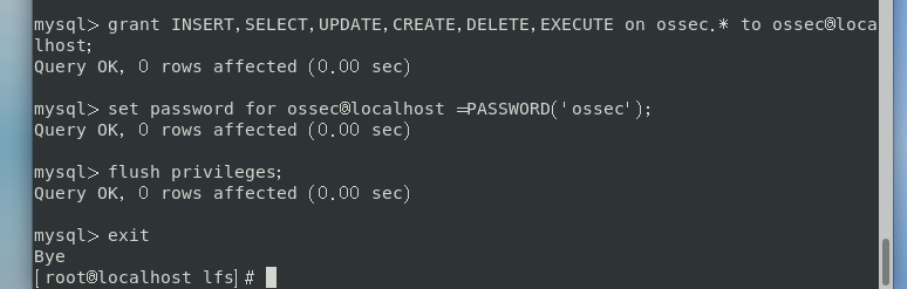 mysql> grant INSERT,SELECT,UPDATE,CREATE,DELETE,EXECUTE on ossec.* to ossec@loca
lhost;
Query OK, 0 rows affected (0.00 sec)
mysql> set password for ossec@localhost =PASSWORD('ossec');
Query OK, 0 rows affected (0.00 sec)
mysql> flush privileges;
Query OK, 0 rows affected (0.00 sec)
mysql> exit
Bye
[root@localhost lfs]#